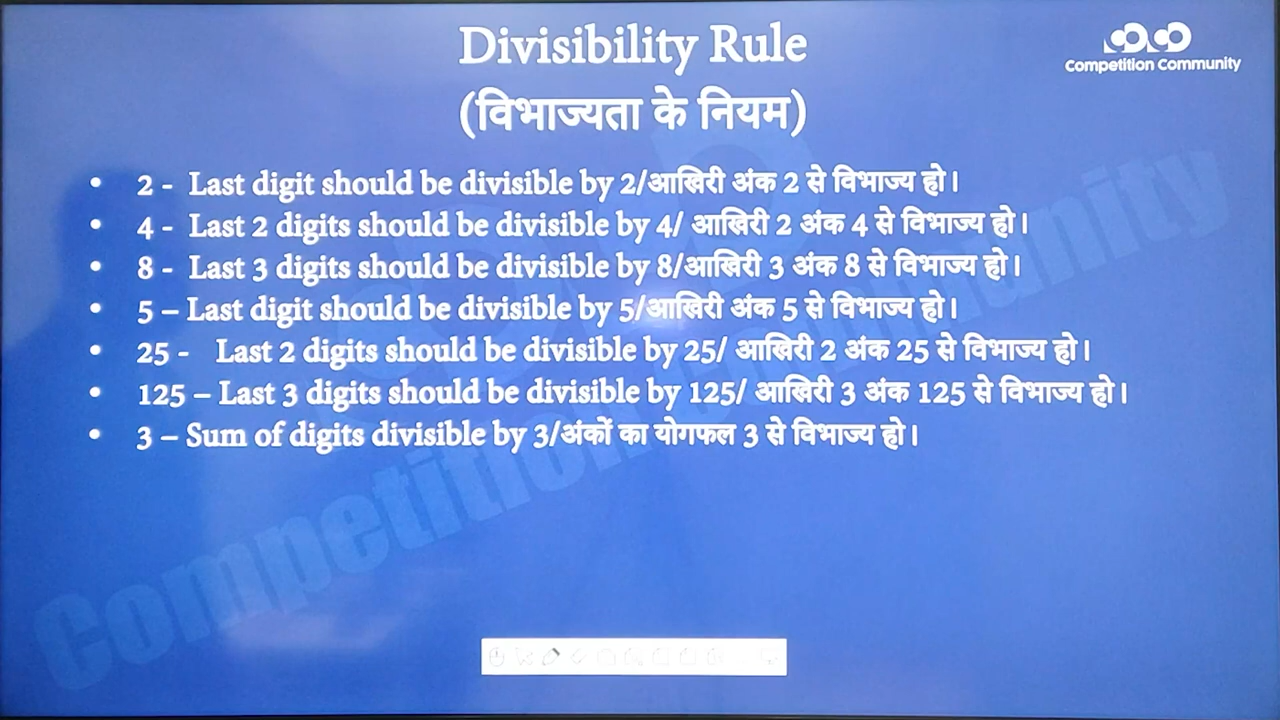 Divisibility Rule
Competition Community
(विभाज्यता के नियम)
• 2 - Last digit should be divisible by 2/आखिरी अंक 2 से विभाज्य हो।
• 4 - Last 2 digits should be divisible by 4/ आखिरी 2 अंक 4 से विभाज्य हो।
• 8 - Last 3 digits should be divisible by 8/आखिरी 3 अंक 8 से विभाज्य हो।
• 5 – Last digit should be divisible by 5/आखिरी अंक 5 से विभाज्य हो।
• 25 - Last 2 digits should be divisible by 25/ आखिरी 2 अंक 25 से विभाज्य हो।
• 125 – Last 3 digits should be divisible by 125/ आखिरी 3 अंक 125 से विभाज्य हो।
• 3 – Sum of digits divisible by 3/अंकों का योगफल 3 से विभाज्य हो।
Competition Community